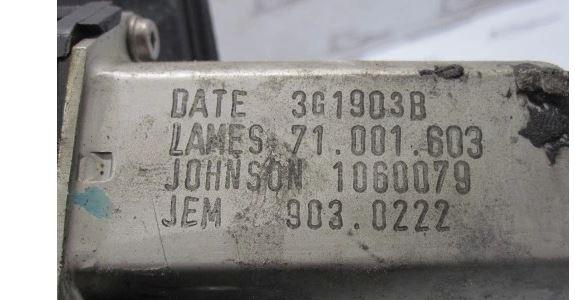 DATE 3G1903B
LAMES 71.001.603
JOHNSON 1060079
JEM 903.0222